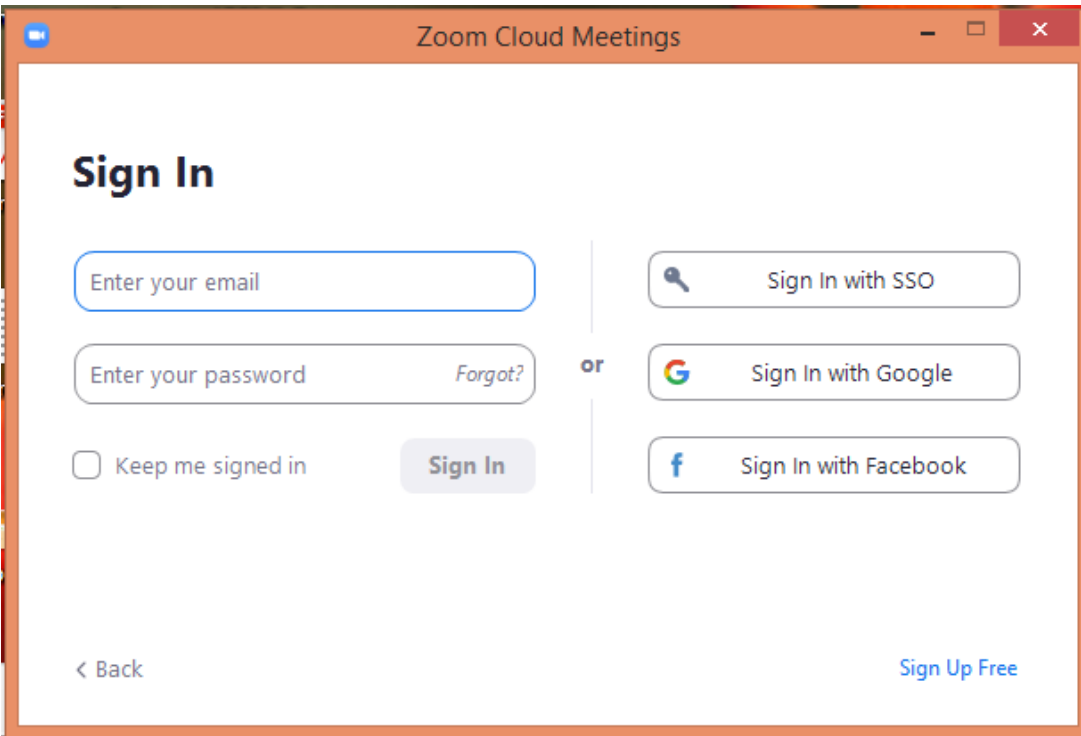 Zoom Cloud Meetings
Sign In
Enter your email
Enter your password
Forgot?
Keep me signed in
Sign In
or
Sign In with SSO
Sign In with Google
Sign In with Facebook
Back
Sign Up Free